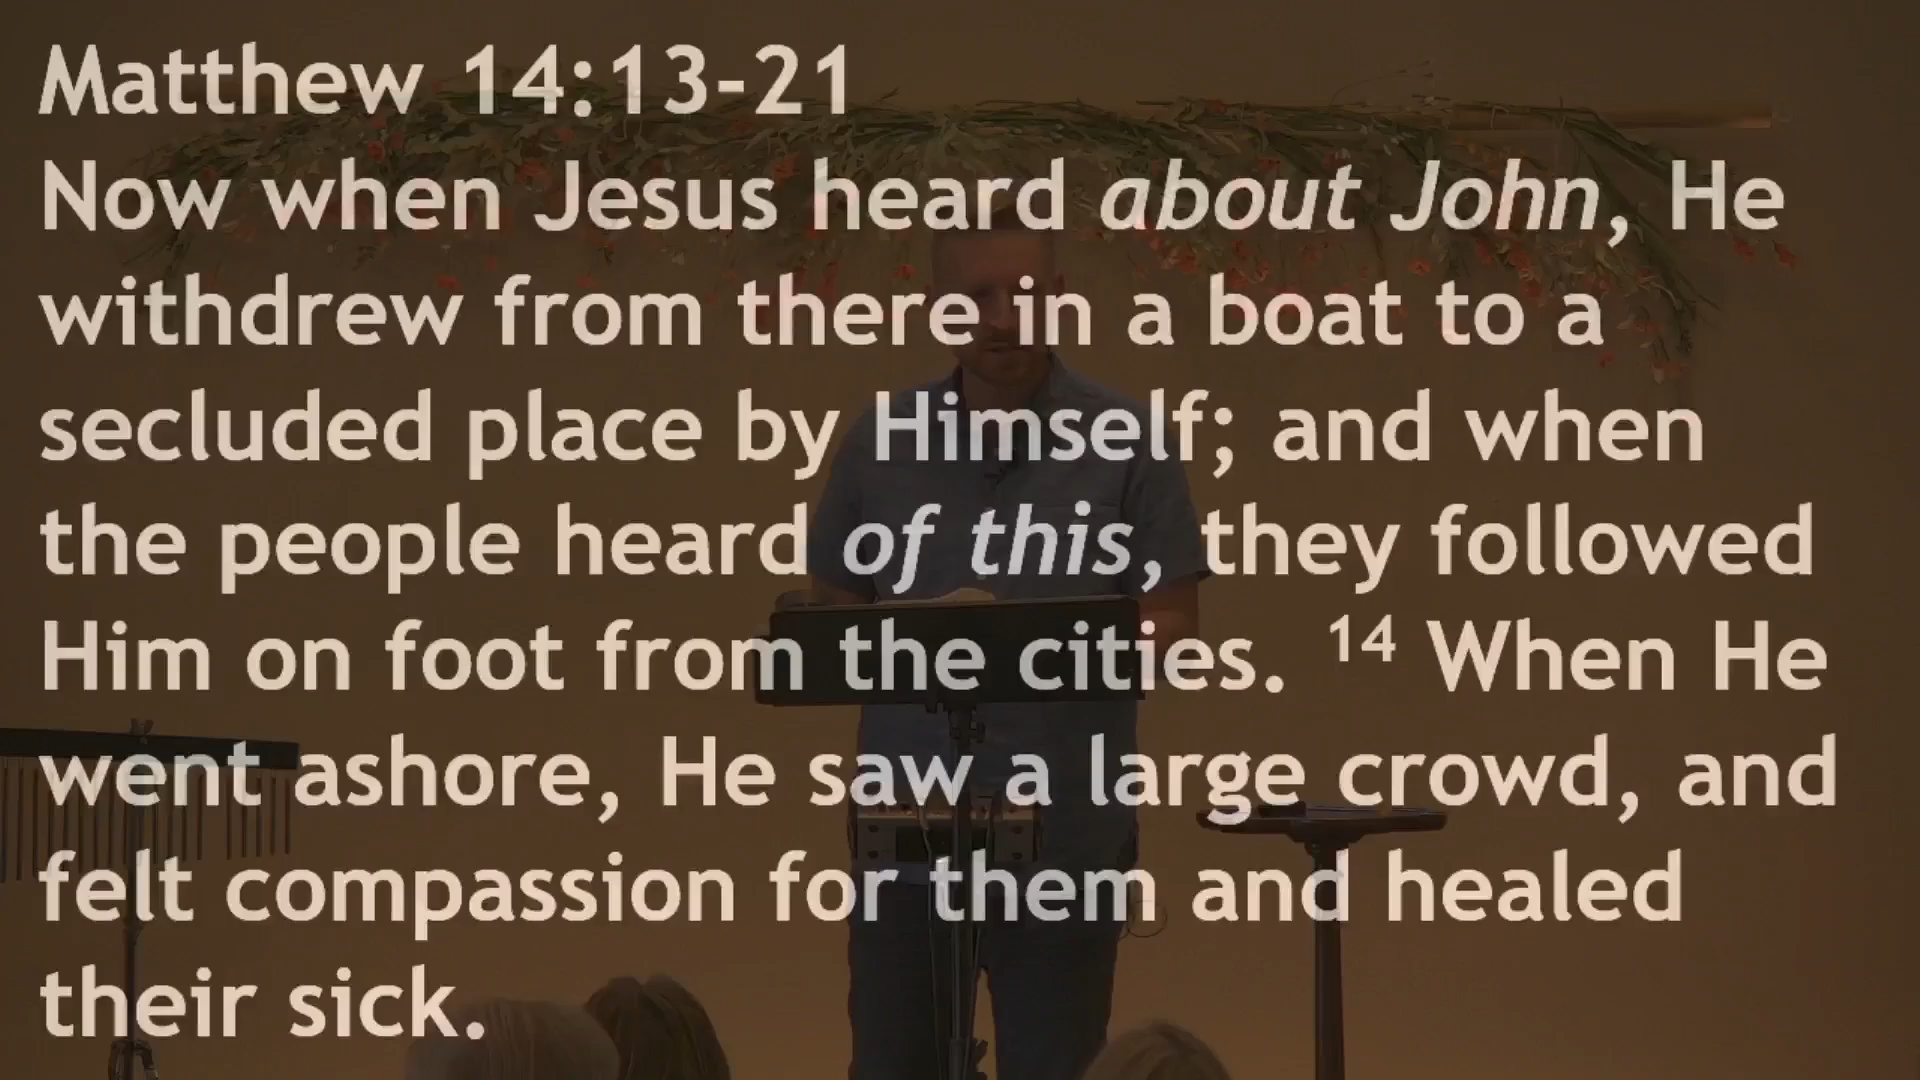 Matthew 14:13-21
Now when Jesus heard about John, He
withdrew from there in a boat to a
secluded place by Himself; and when
the people heard of this, they followed
Him on foot from the cities. 14 When He
went ashore, He saw a large crowd, and
felt compassion for them and healed
their sick.